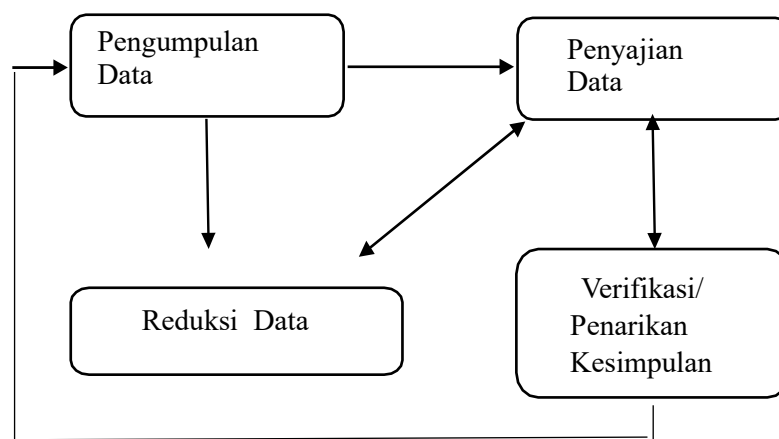 Pengumpulan
Data
Penyajian
Data
Reduksi Data
Verifikasi/
Penarikan
Kesimpulan